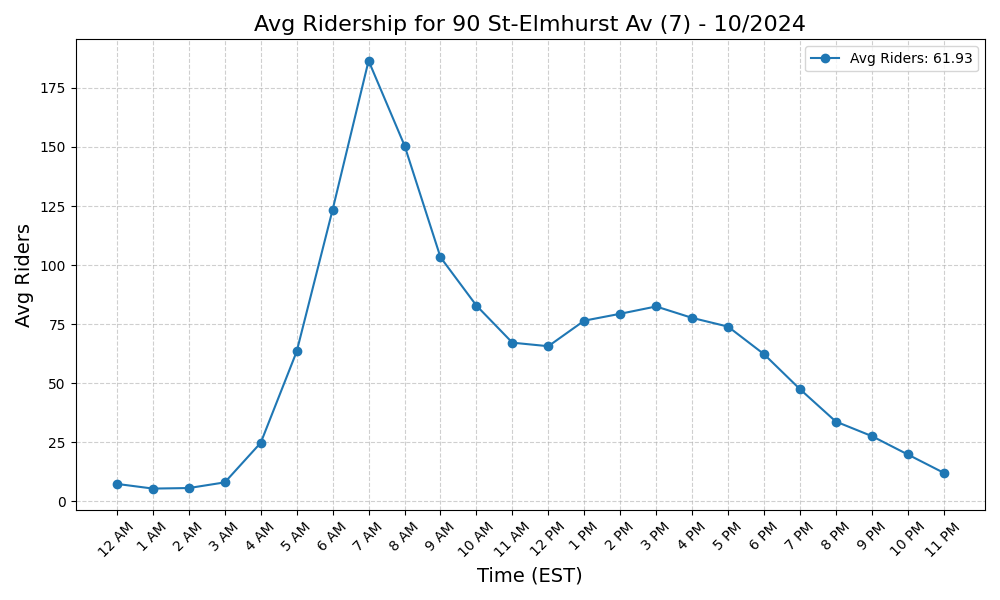 Avg Ridership for 90 St-Elmhurst Av (7) - 10/2024
Avg Riders: 61.93
Avg Riders
175
150
125
100
75
50
25
0
12 AM
1 AM
2 AM
3 AM
4 AM
5 AM
6 AM
7 AM
8 AM
9 AM
10 AM
11 AM
12 PM
1 PM
2 PM
3 PM
4 PM
5 PM
6 PM
7 PM
8 PM
9 PM
10 PM
11 PM
Time (EST)